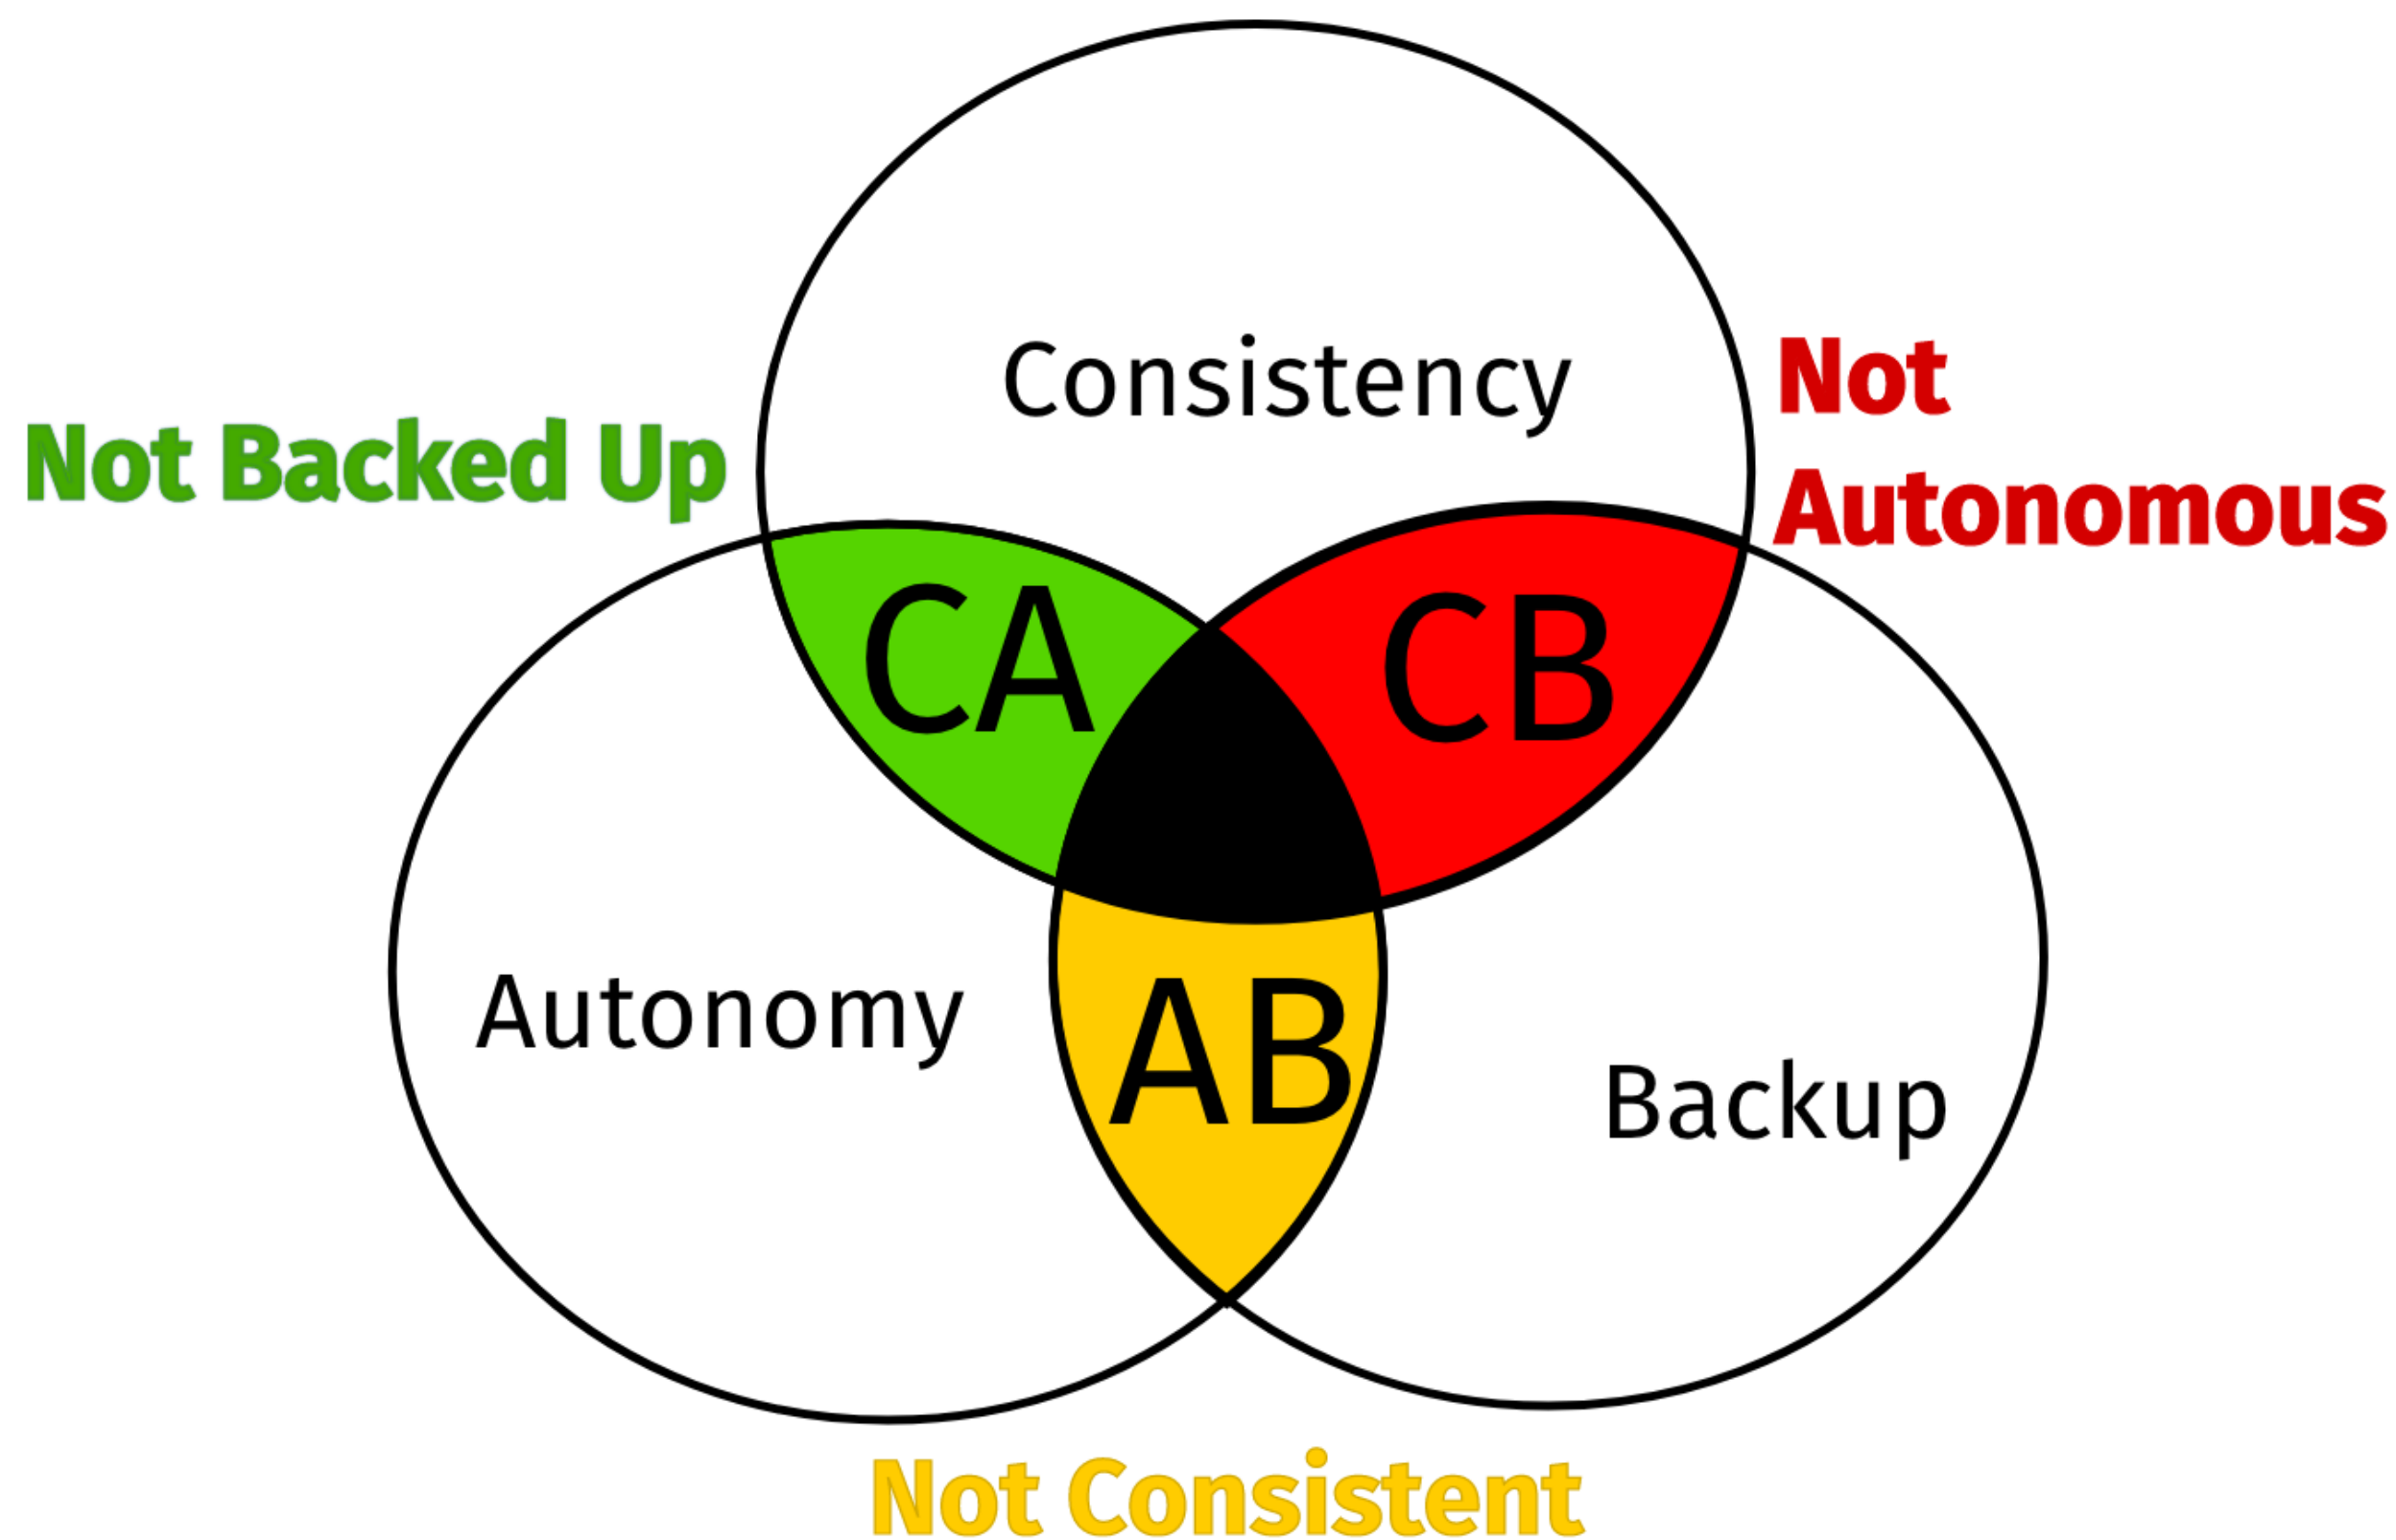 Consistency
Not
Autonomous
Not Backed Up
CA
CB
Autonomy
AB
Backup
Not Consistent